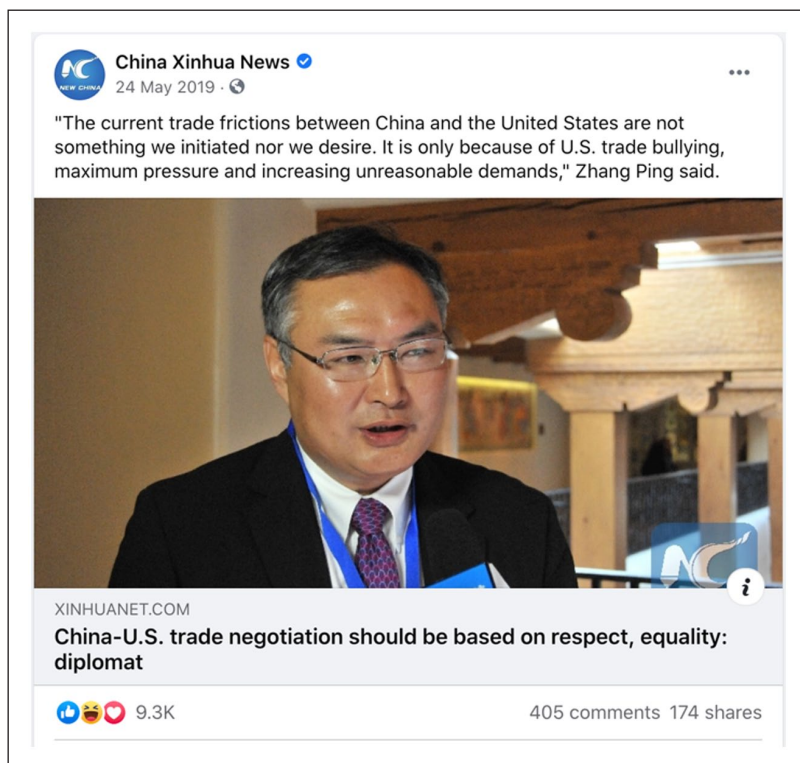 China Xinhua News
NEW CHINA
24 May 2019 ·
"The current trade frictions between China and the United States are not
something we initiated nor we desire. It is only because of U.S. trade bullying,
maximum pressure and increasing unreasonable demands," Zhang Ping said.
i
XINHUANET.COM
China-U.S. trade negotiation should be based on respect, equality:
diplomat
9.3K 405 comments 174 shares